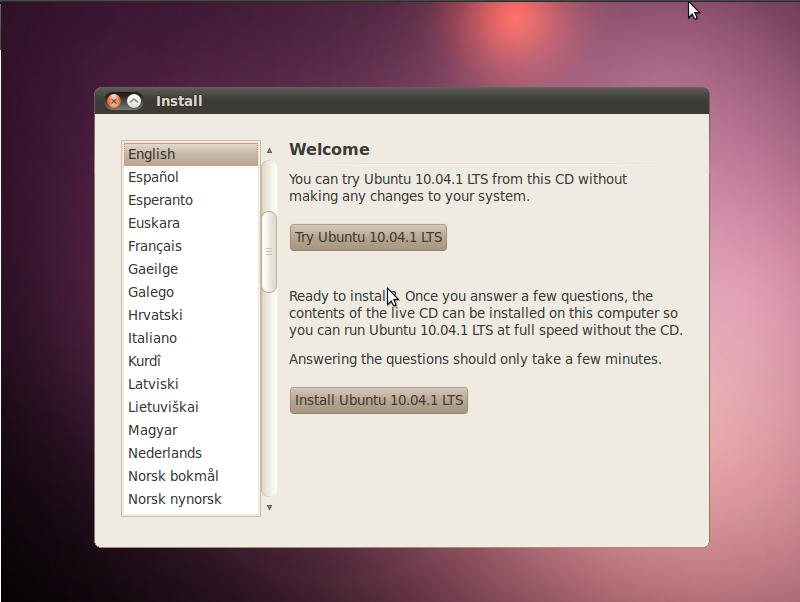 Install
English
Español
Esperanto
Euskara
Français
Gaeilge
Galego
Hrvatski
Italiano
Kurdî
Latviski
Lietuviškai
Magyar
Nederlands
Norsk bokmål
Norsk nynorsk
Welcome
You can try Ubuntu 10.04.1 LTS from this CD without
making any changes to your system.
Try Ubuntu 10.04.1 LTS
Ready to install? Once you answer a few questions, the
contents of the live CD can be installed on this computer so
you can run Ubuntu 10.04.1 LTS at full speed without the CD.
Answering the questions should only take a few minutes.
Install Ubuntu 10.04.1 LTS